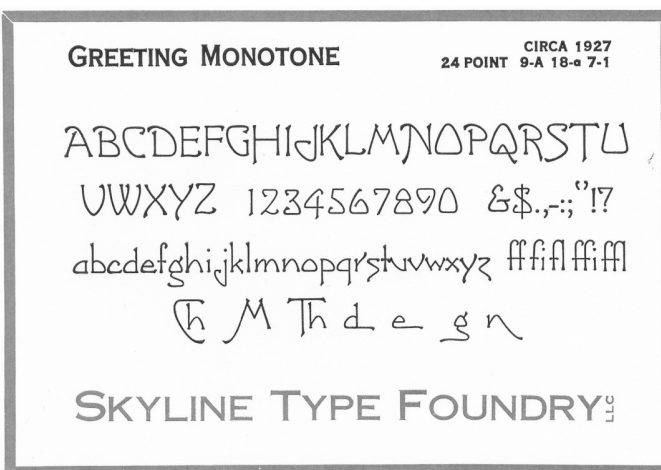 GREETING MONOTONE
CIRCA 1927
24 POINT 9-A 18-a 7-1
ABCDEFGHIJKLMNOPQRSTU
VWXYZ 1234567890 &$.,-:;"!?
abcdefghijklmnopqrstuvwxyz ff fi fl ffi ffl
Ch M Th d e g n
SKYLINE TYPE FOUNDRY LLC